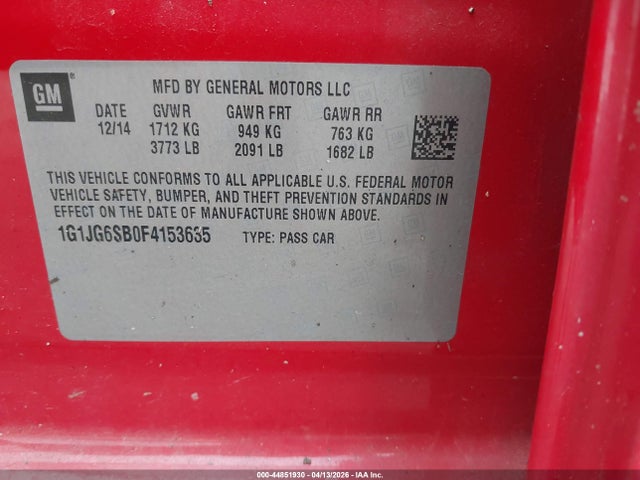 GM®
MFD BY GENERAL MOTORS LLC
DATE GVWR GAWR FRT GAWR RR
12/14 1712 KG 949 KG 763 KG
3773 LB 2091 LB 1682 LB
THIS VEHICLE CONFORMS TO ALL APPLICABLE U.S. FEDERAL MOTOR
VEHICLE SAFETY, BUMPER, AND THEFT PREVENTION STANDARDS IN
EFFECT ON THE DATE OF MANUFACTURE SHOWN ABOVE.
1G1JG6SB0F4153635 TYPE: PASS CAR
000-44851930 - 04/13/2026 - IAA Inc.